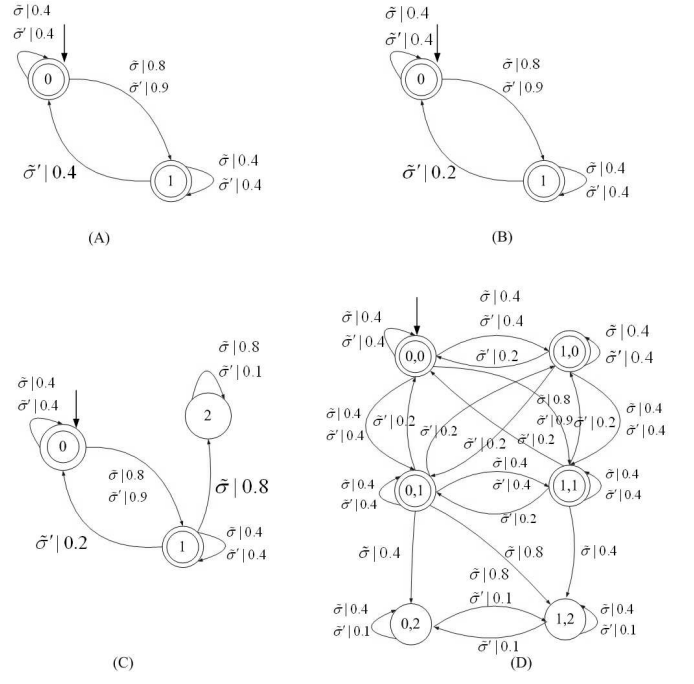 σ̃ | 0.4
σ̃′ | 0.4
0
σ̃ | 0.8
σ̃′ | 0.9
σ̃′ | 0.4
1
σ̃ | 0.4
σ̃′ | 0.4
(A)
σ̃ | 0.4
σ̃′ | 0.4
0
σ̃ | 0.8
σ̃′ | 0.9
σ̃′ | 0.2
1
σ̃ | 0.4
σ̃′ | 0.4
(B)
σ̃ | 0.4
σ̃′ | 0.4
0
σ̃ | 0.8
σ̃′ | 0.1
2
σ̃ | 0.8
σ̃′ | 0.9
σ̃ | 0.8
σ̃′ | 0.2
1
σ̃ | 0.4
σ̃′ | 0.4
(C)
σ̃ | 0.4
σ̃′ | 0.4
0,0
σ̃ | 0.4
σ̃′ | 0.4
σ̃′ | 0.2
1,0
σ̃ | 0.4
σ̃′ | 0.4
σ̃ | 0.4
σ̃′ | 0.4
σ̃′ | 0.2
σ̃′ | 0.2
σ̃′ | 0.2
σ̃ | 0.8
σ̃′ | 0.9
σ̃′ | 0.2
σ̃′ | 0.2
σ̃ | 0.4
σ̃′ | 0.4
σ̃ | 0.4
σ̃′ | 0.4
0,1
σ̃ | 0.4
σ̃′ | 0.4
σ̃′ | 0.2
1,1
σ̃ | 0.4
σ̃′ | 0.4
σ̃ | 0.4
σ̃ | 0.8
σ̃ | 0.4
σ̃ | 0.4
σ̃′ | 0.1
0,2
σ̃ | 0.8
σ̃′ | 0.1
σ̃′ | 0.1
1,2
σ̃ | 0.4
σ̃′ | 0.1
(D)